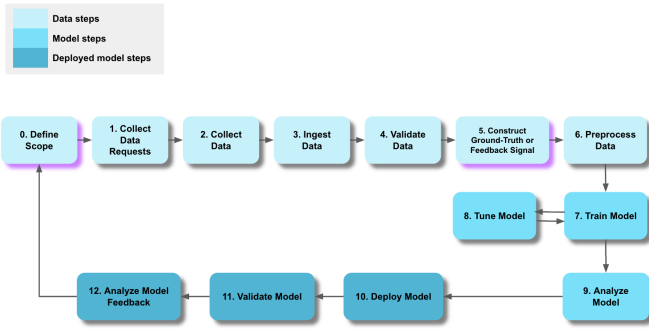 Data steps
Model steps
Deployed model steps
0. Define
Scope
1. Collect
Data
Requests
2. Collect
Data
3. Ingest
Data
4. Validate
Data
5. Construct
Ground-Truth or
Feedback Signal
6. Preprocess
Data
8. Tune Model
7. Train Model
12. Analyze Model
Feedback
11. Validate Model
10. Deploy Model
9. Analyze
Model